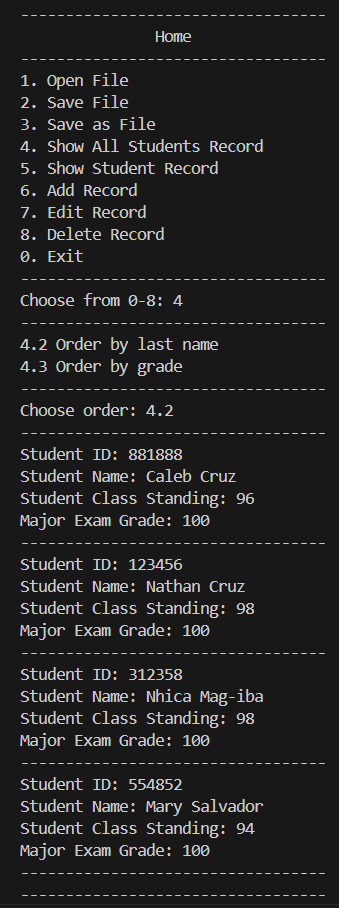 ----------------------------------
Home
----------------------------------
1. Open File
2. Save File
3. Save as File
4. Show All Students Record
5. Show Student Record
6. Add Record
7. Edit Record
8. Delete Record
0. Exit
----------------------------------
Choose from 0-8: 4
----------------------------------
4.2 Order by last name
4.3 Order by grade
----------------------------------
Choose order: 4.2
----------------------------------
Student ID: 881888
Student Name: Caleb Cruz
Student Class Standing: 96
Major Exam Grade: 100
----------------------------------
Student ID: 123456
Student Name: Nathan Cruz
Student Class Standing: 98
Major Exam Grade: 100
----------------------------------
Student ID: 312358
Student Name: Nhica Mag-iba
Student Class Standing: 98
Major Exam Grade: 100
----------------------------------
Student ID: 554852
Student Name: Mary Salvador
Student Class Standing: 94
Major Exam Grade: 100
----------------------------------
----------------------------------